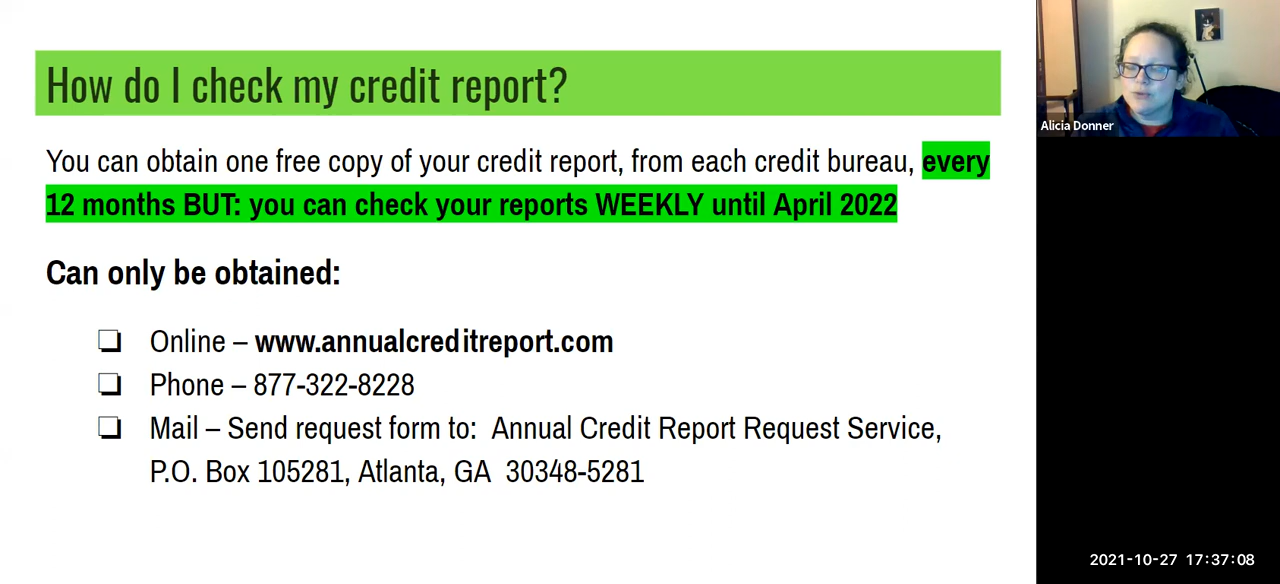 How do I check my credit report?
You can obtain one free copy of your credit report, from each credit bureau, every
12 months BUT: you can check your reports WEEKLY until April 2022
Can only be obtained:
❑ Online – www.annualcreditreport.com
❑ Phone – 877-322-8228
❑ Mail – Send request form to:  Annual Credit Report Request Service,
P.O. Box 105281, Atlanta, GA  30348-5281
Alicia Donner
2021-10-27 17:37:08